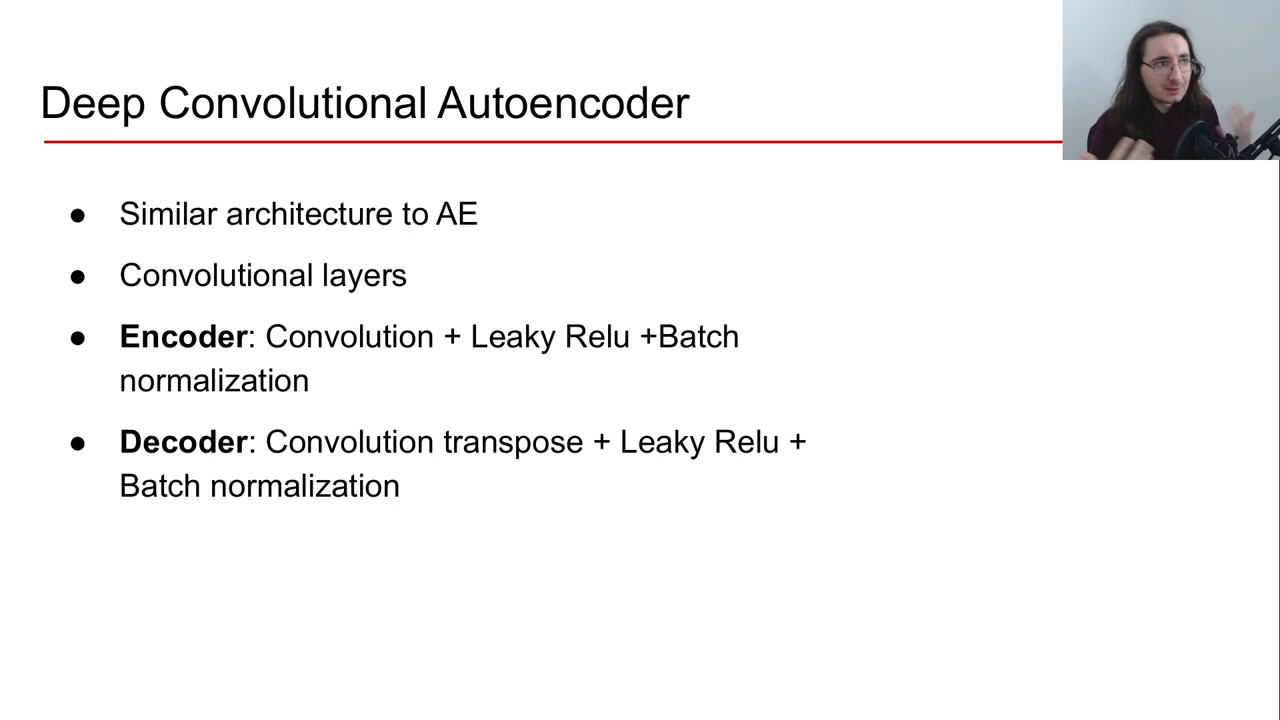 Deep Convolutional Autoencoder
● Similar architecture to AE
● Convolutional layers
● Encoder: Convolution + Leaky Relu +Batch
normalization
● Decoder: Convolution transpose + Leaky Relu +
Batch normalization